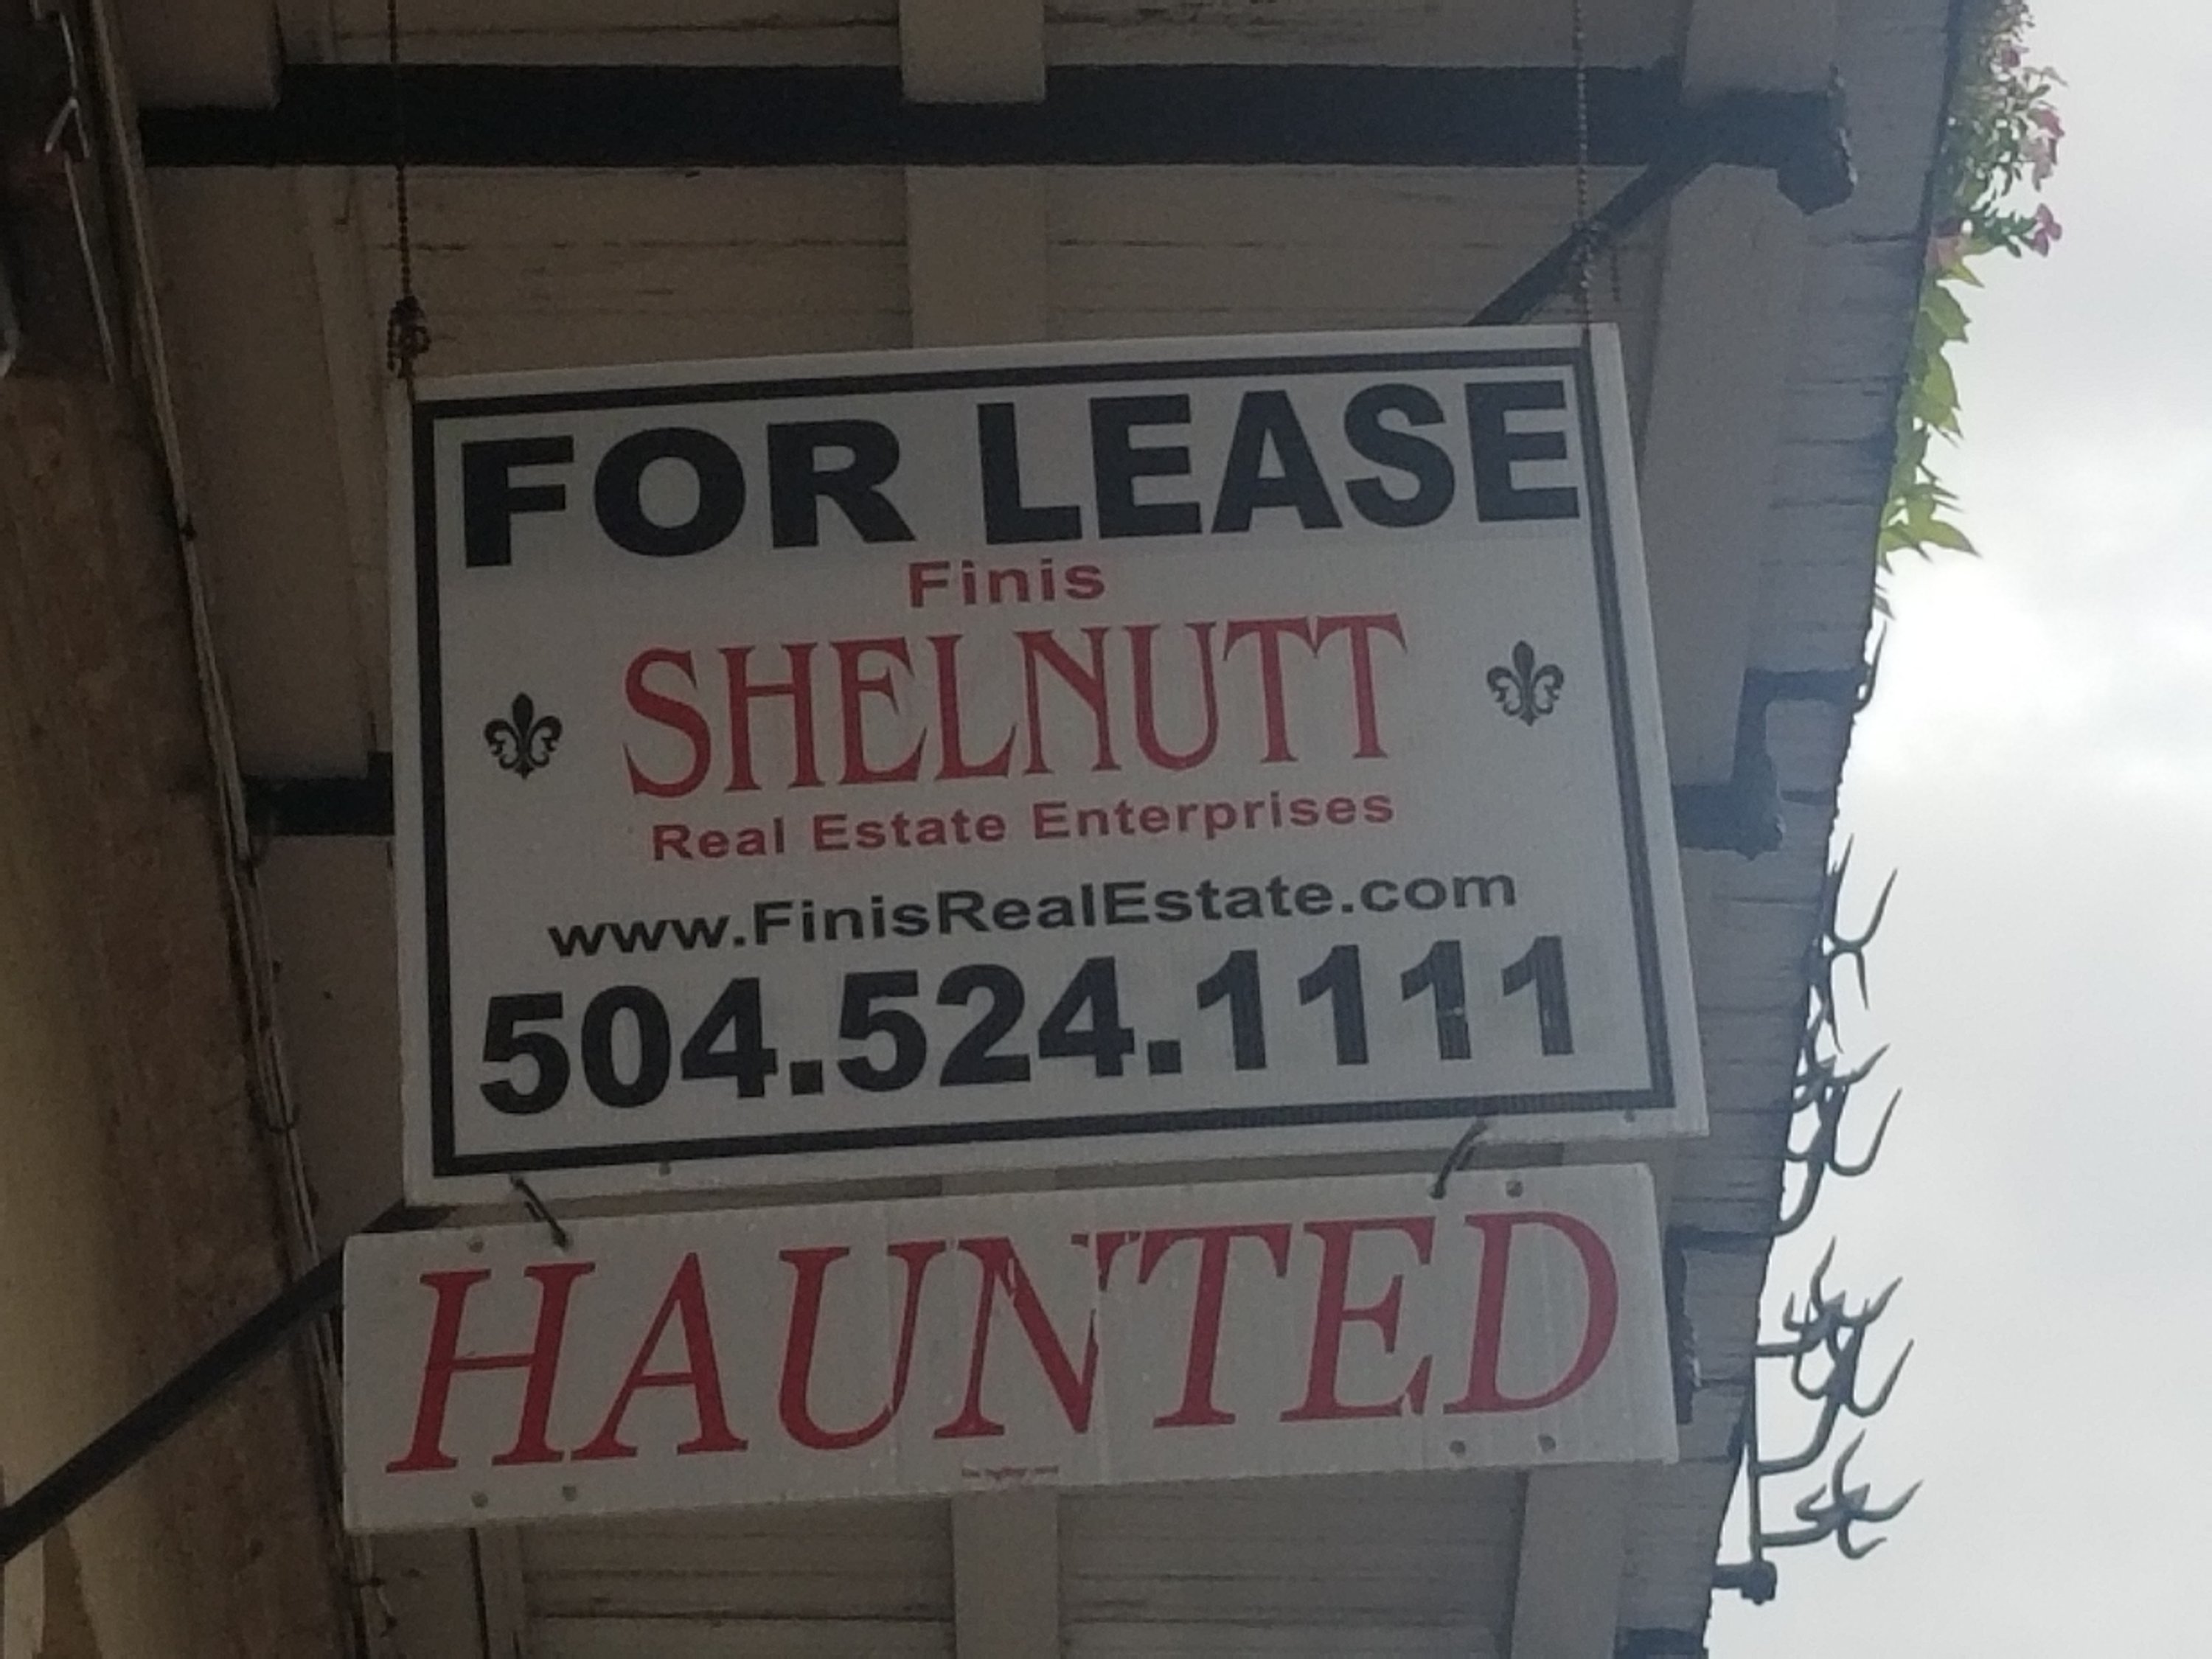 FOR LEASE
Finis
SHELNUTT
Real Estate Enterprises
www.FinisRealEstate.com
504.524.1111
HAUNTED